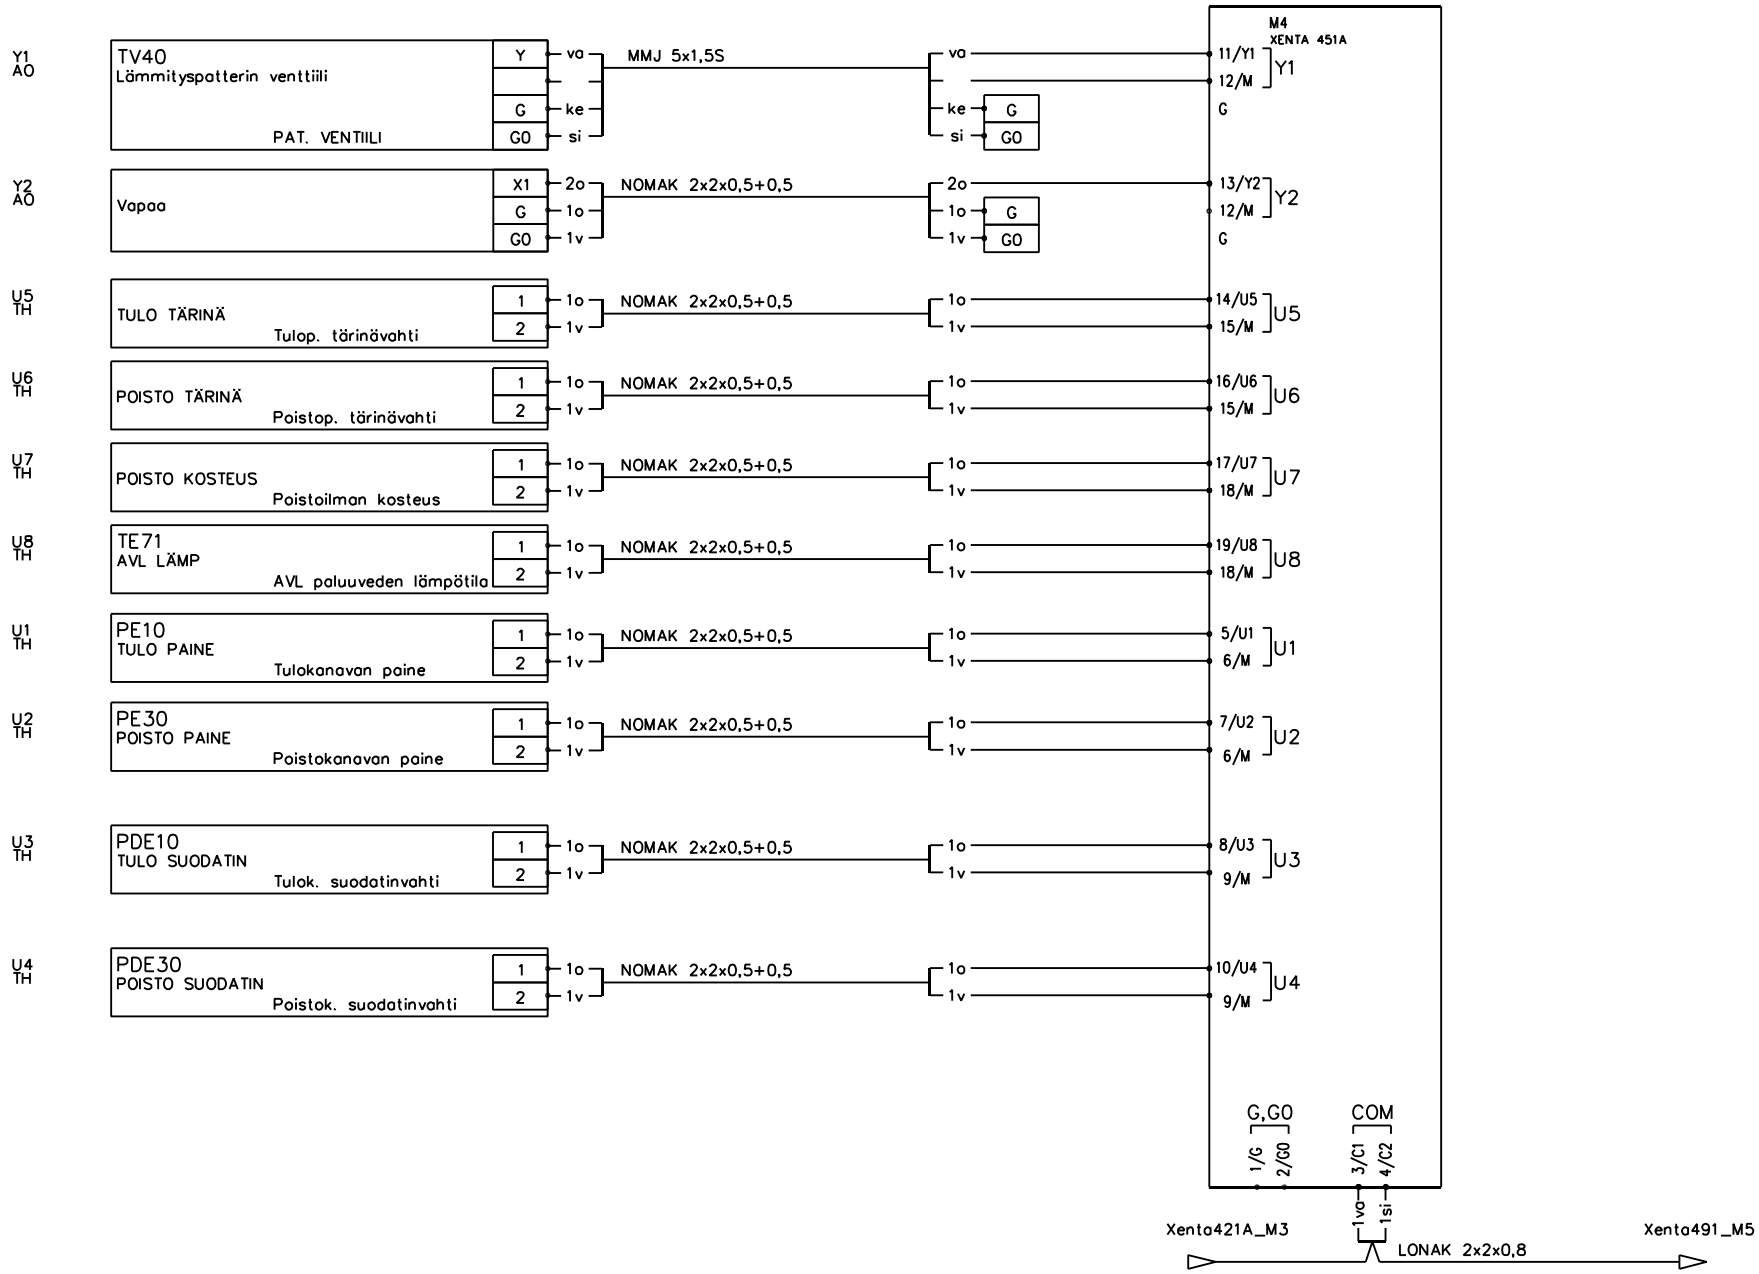 M4
XENTA 451A
Y1
AO
TV40
Lämmityspatterin venttiili
PAT. VENTIILI
Y
G
G0
va
ke
si
MMJ 5x1,5S
va
ke
si
G
G0
11/Y1
12/M
G
Y1
Y2
AO
Vapaa
X1
G
G0
2o
1o
1v
NOMAK 2x2x0,5+0,5
2o
1o
1v
G
G0
13/Y2
12/M
G
Y2
U5
TH
TULO TÄRINÄ
Tulop. tärinävahti
1
2
1o
1v
NOMAK 2x2x0,5+0,5
1o
1v
14/U5
15/M
U5
U6
TH
POISTO TÄRINÄ
Poistop. tärinävahti
1
2
1o
1v
NOMAK 2x2x0,5+0,5
1o
1v
16/U6
15/M
U6
U7
TH
POISTO KOSTEUS
Poistoilman kosteus
1
2
1o
1v
NOMAK 2x2x0,5+0,5
1o
1v
17/U7
18/M
U7
U8
TH
TE71
AVL LÄMP
AVL paluuveden lämpötila
1
2
1o
1v
NOMAK 2x2x0,5+0,5
1o
1v
19/U8
18/M
U8
U1
TH
PE10
TULO PAINE
Tulokanavan paine
1
2
1o
1v
NOMAK 2x2x0,5+0,5
1o
1v
5/U1
6/M
U1
U2
TH
PE30
POISTO PAINE
Poistokanavan paine
1
2
1o
1v
NOMAK 2x2x0,5+0,5
1o
1v
7/U2
6/M
U2
U3
TH
PDE10
TULO SUODATIN
Tulok. suodatinvahti
1
2
1o
1v
NOMAK 2x2x0,5+0,5
1o
1v
8/U3
9/M
U3
U4
TH
PDE30
POISTO SUODATIN
Poistok. suodatinvahti
1
2
1o
1v
NOMAK 2x2x0,5+0,5
1o
1v
10/U4
9/M
U4
G,G0
COM
1/G
2/G0
3/C1
4/C2
1va
1si
Xenta421A_M3
Xenta491_M5
LONAK 2x2x0,8